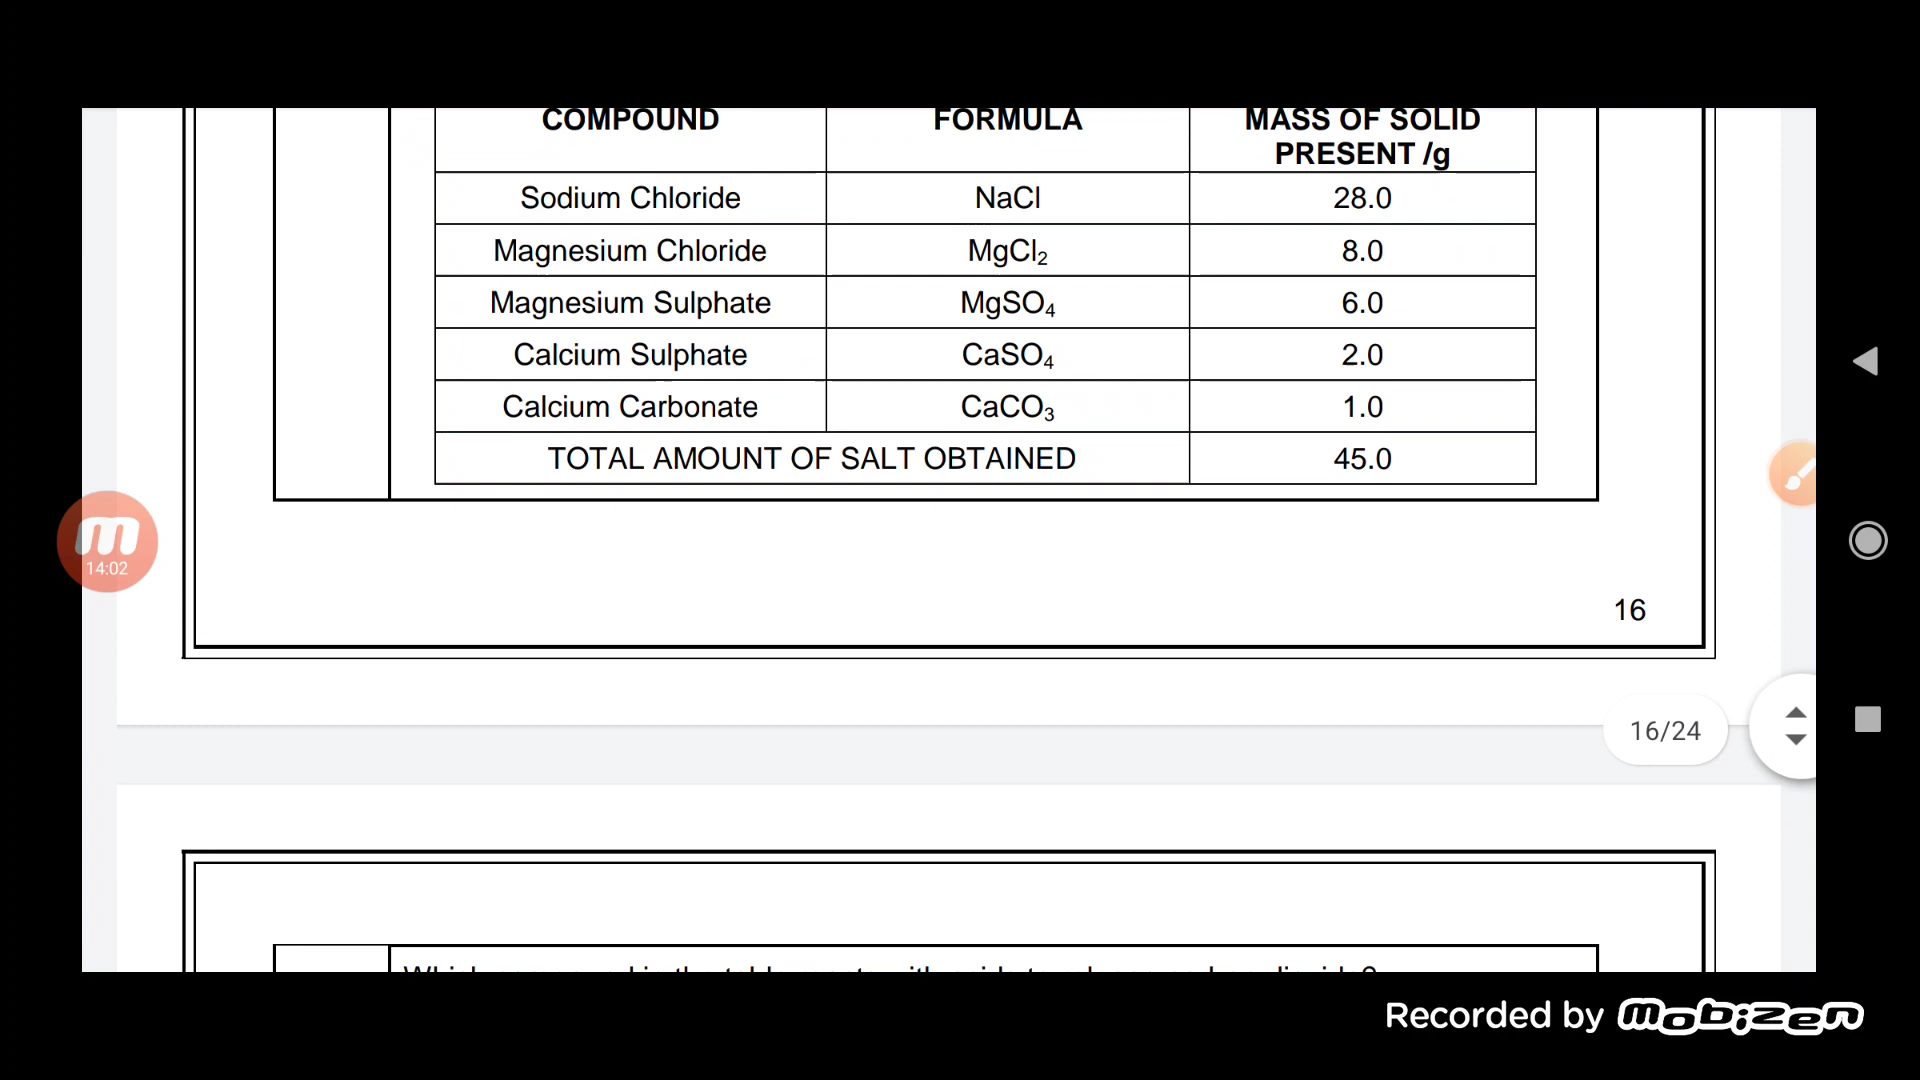 COMPOUND FORMULA MASS OF SOLID
PRESENT /g
Sodium Chloride NaCl 28.0
Magnesium Chloride MgCl₂ 8.0
Magnesium Sulphate MgSO₄ 6.0
Calcium Sulphate CaSO₄ 2.0
Calcium Carbonate CaCO₃ 1.0
TOTAL AMOUNT OF SALT OBTAINED 45.0
m
14:02
16
16/24
Recorded by mobizen